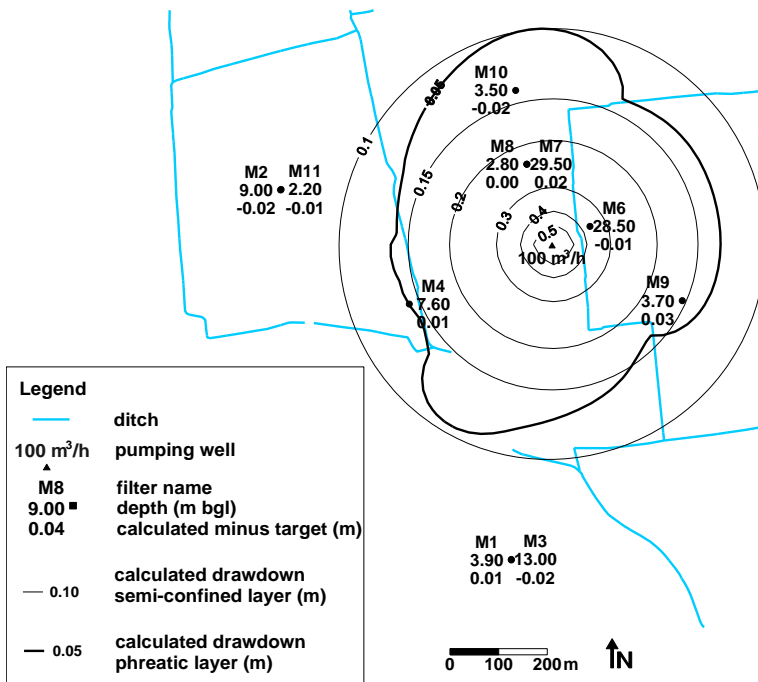 M10
3.50
-0.02
0.05
0.1
0.15
M8 M7
2.80 29.50
0.00 0.02
0.2
M2 M11
9.00 2.20
-0.02 -0.01
0.3
0.4
0.5
M6
28.50
-0.01
100 m³/h
M4
7.60
0.01
M9
3.70
0.03
Legend
ditch
100 m³/h pumping well
M8 filter name
9.00 depth (m bgl)
0.04 calculated minus target (m)
0.10 calculated drawdown
semi-confined layer (m)
0.05 calculated drawdown
phreatic layer (m)
M1 M3
3.90 13.00
0.01 -0.02
0 100 200 m
N